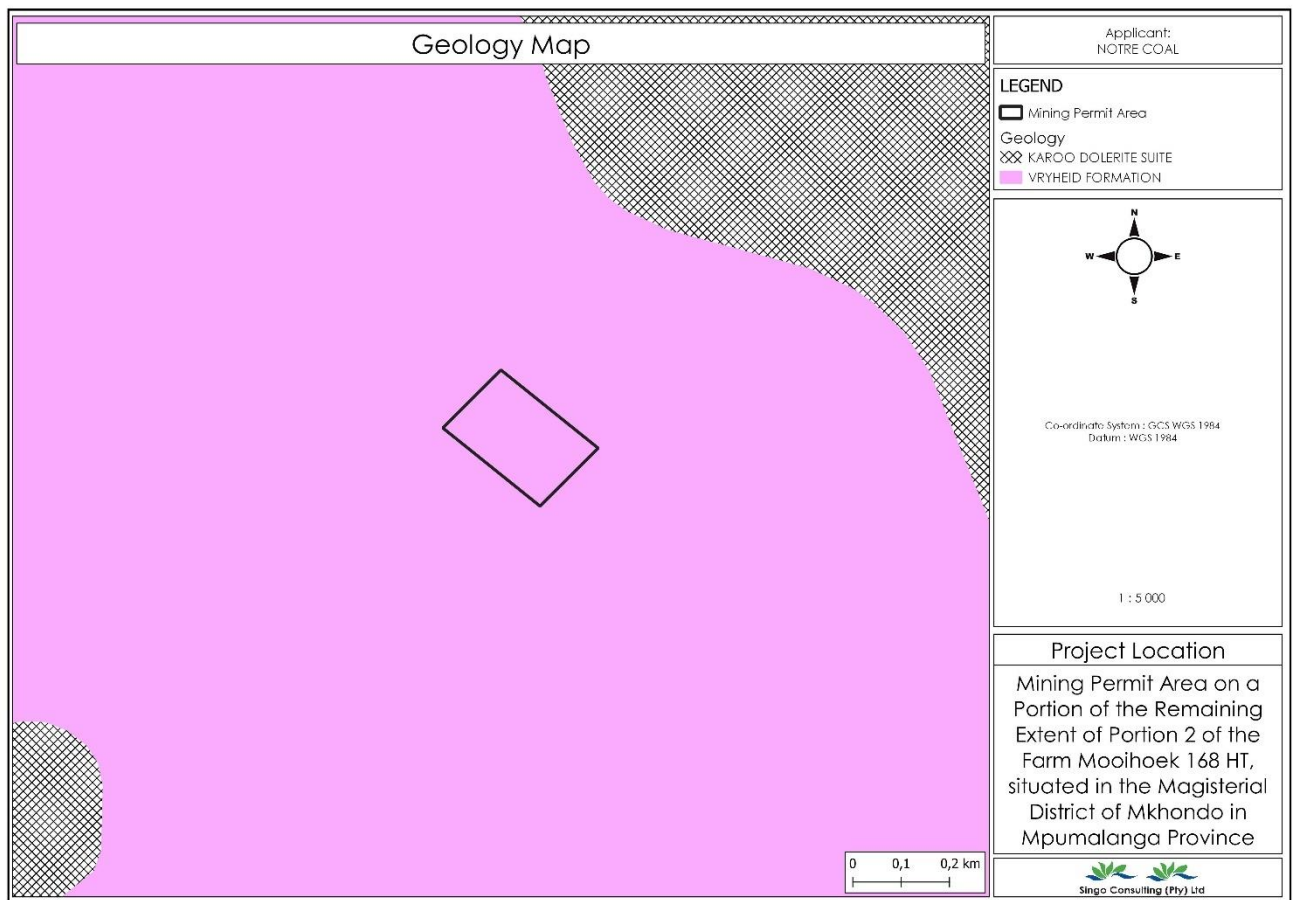 Geology Map
Applicant:
NOTRE COAL
LEGEND
Mining Permit Area
Geology
KAROO DOLERITE SUITE
VRYHEID FORMATION
N
W E
S
Co-ordinate System : GCS WGS 1984
Datum : WGS 1984
1 : 5 000
0 0,1 0,2 km
Project Location
Mining Permit Area on a
Portion of the Remaining
Extent of Portion 2 of the
Farm Mooihoek 168 HT,
situated in the Magisterial
District of Mkhondo in
Mpumalanga Province
Singo Consulting (Pty) Ltd